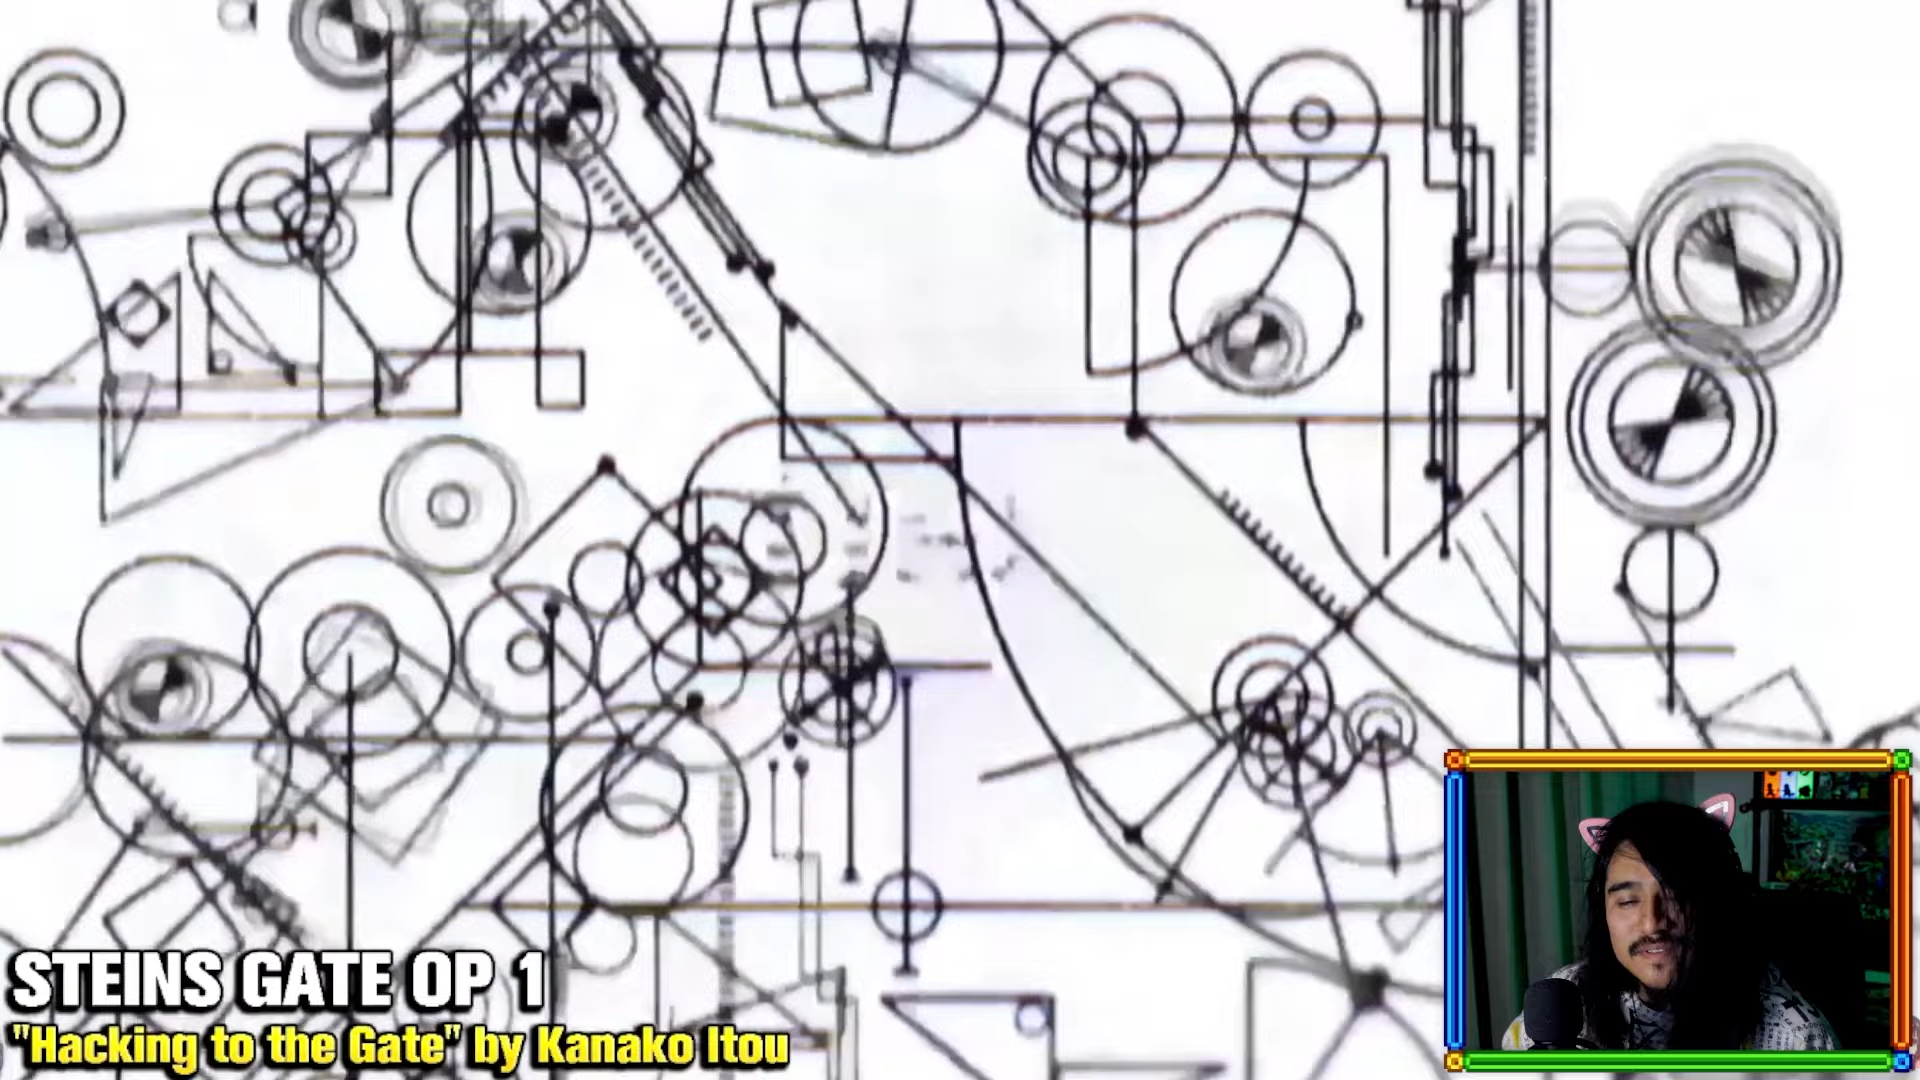 STEINS GATE OP 1
"Hacking to the Gate" by Kanako Itou